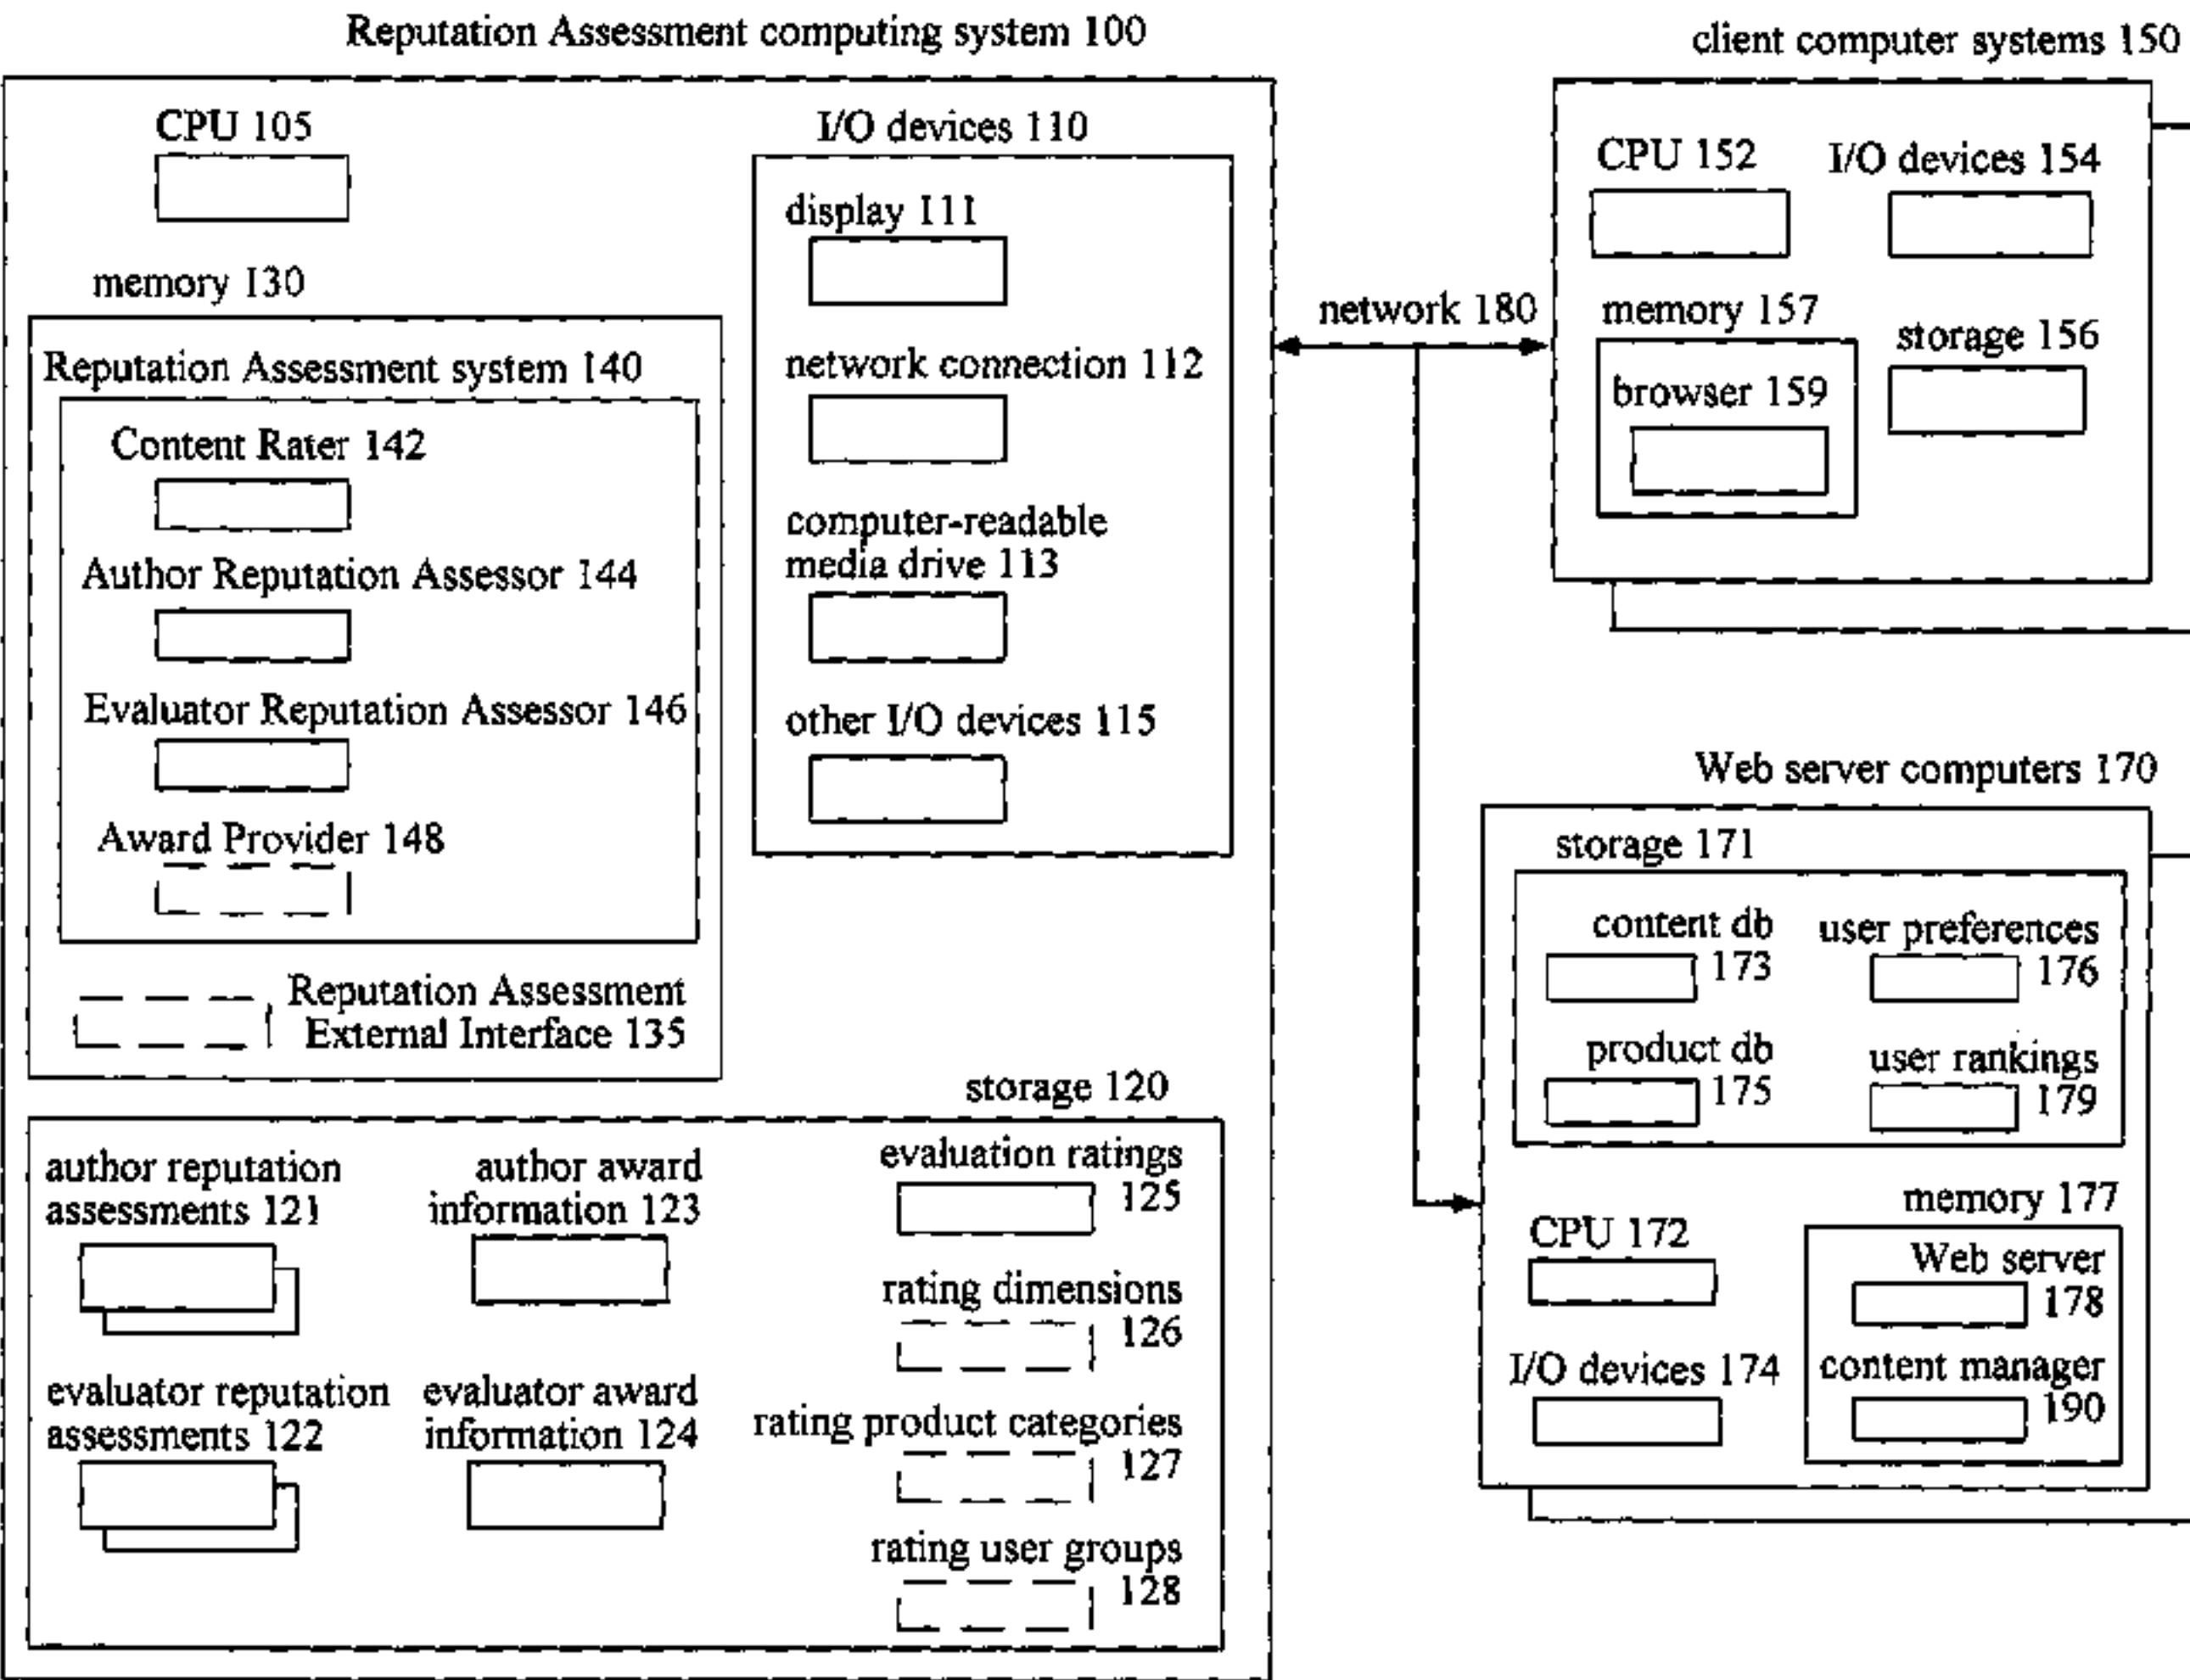 Reputation Assessment computing system 100
CPU 105
I/O devices 110
display 111
network connection 112
computer-readable
media drive 113
other I/O devices 115
memory 130
Reputation Assessment system 140
Content Rater 142
Author Reputation Assessor 144
Evaluator Reputation Assessor 146
Award Provider 148
Reputation Assessment
External Interface 135
storage 120
author reputation
assessments 121
author award
information 123
evaluator reputation
assessments 122
evaluator award
information 124
evaluation ratings
125
rating dimensions
126
rating product categories
127
rating user groups
128
network 180
client computer systems 150
CPU 152
I/O devices 154
memory 157
browser 159
storage 156
Web server computers 170
storage 171
content db
173
user preferences
176
product db
175
user rankings
179
CPU 172
I/O devices 174
memory 177
Web server
178
content manager
190